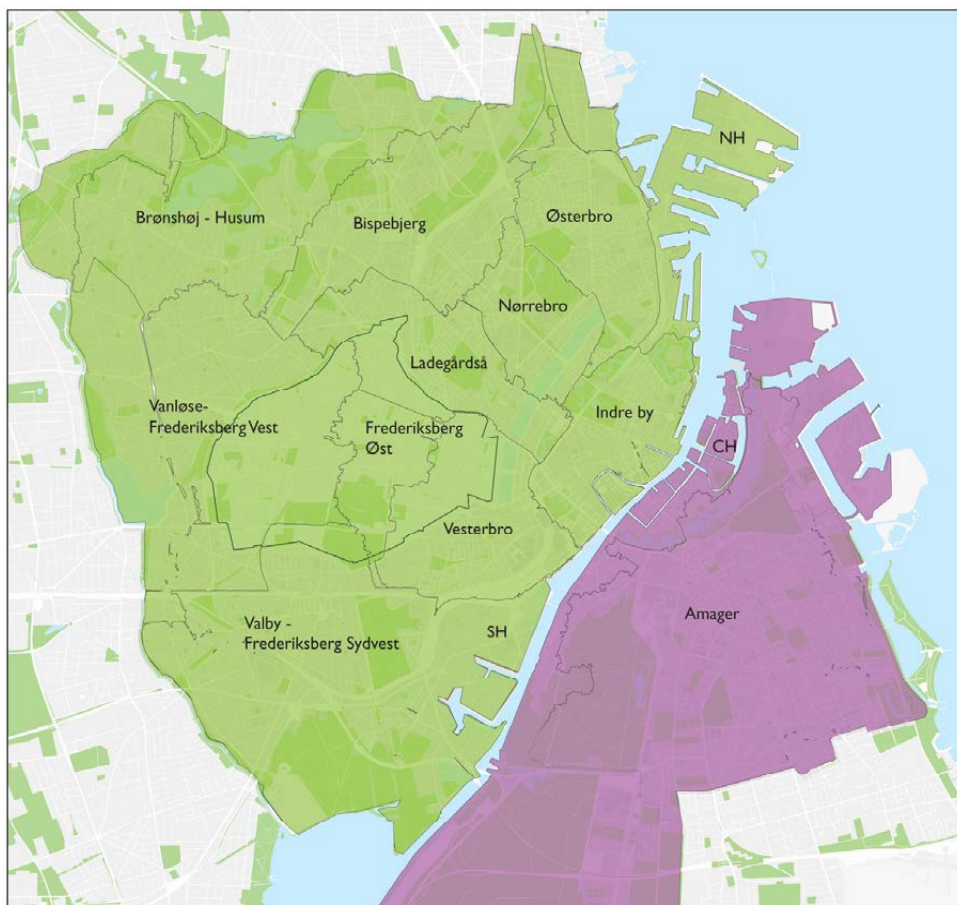 NH
Brønshøj - Husum
Bispebjerg
Østerbro
Nørrebro
Ladegårdså
Vanløse-
Frederiksberg Vest
Frederiksberg
Øst
Indre by
CH
Vesterbro
Amager
Valby -
Frederiksberg Sydvest
SH